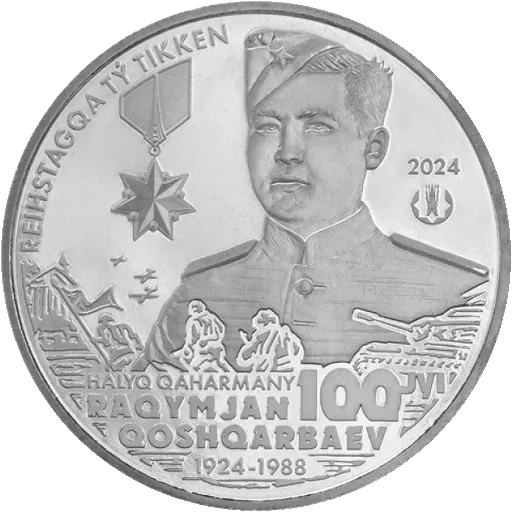 REIHSTAGQA TÝ TIKKEN
2024
HALYQ QAHARMANY
100 JYL
RAQYMJAN
QOSHQARBAEV
1924-1988